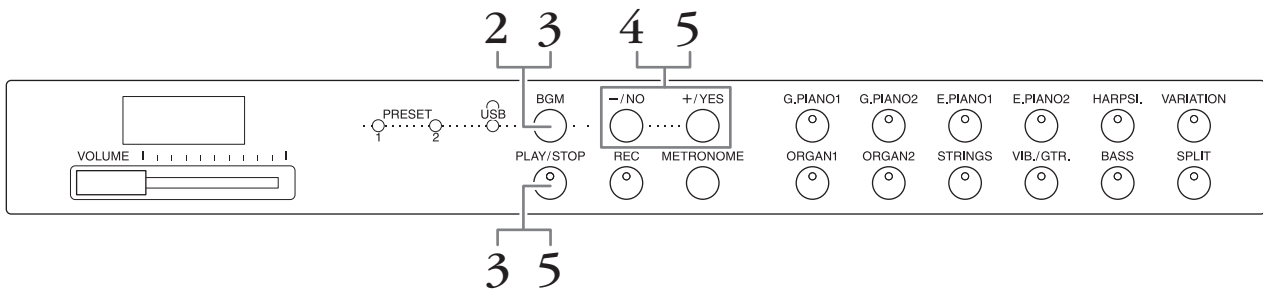 2 3 4 5
BGM −/NO +/YES G.PIANO1 G.PIANO2 E.PIANO1 E.PIANO2 HARPSI. VARIATION
PRESET USB
1 2
VOLUME PLAY/STOP REC METRONOME ORGAN1 ORGAN2 STRINGS VIB./GTR. BASS SPLIT
3 5